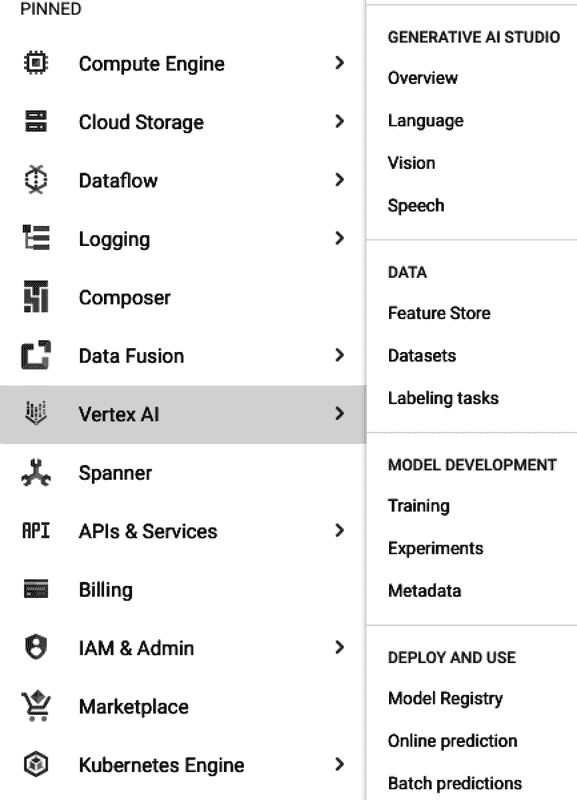 PINNED
Compute Engine
Cloud Storage
Dataflow
Logging
Composer
Data Fusion
Vertex AI
Spanner
API APIs & Services
Billing
IAM & Admin
Marketplace
Kubernetes Engine
GENERATIVE AI STUDIO
Overview
Language
Vision
Speech
DATA
Feature Store
Datasets
Labeling tasks
MODEL DEVELOPMENT
Training
Experiments
Metadata
DEPLOY AND USE
Model Registry
Online prediction
Batch predictions